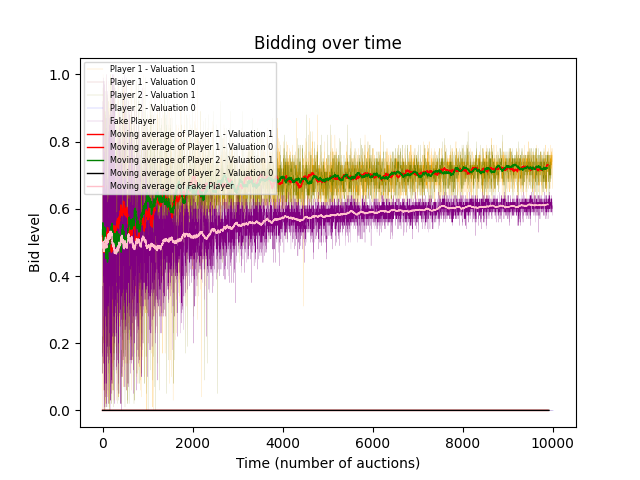 Bidding over time
1.0
0.8
0.6
0.4
0.2
0.0
Bid level
Player 1 - Valuation 1
Player 1 - Valuation 0
Player 2 - Valuation 1
Player 2 - Valuation 0
Fake Player
Moving average of Player 1 - Valuation 1
Moving average of Player 1 - Valuation 0
Moving average of Player 2 - Valuation 1
Moving average of Player 2 - Valuation 0
Moving average of Fake Player
0 2000 4000 6000 8000 10000
Time (number of auctions)